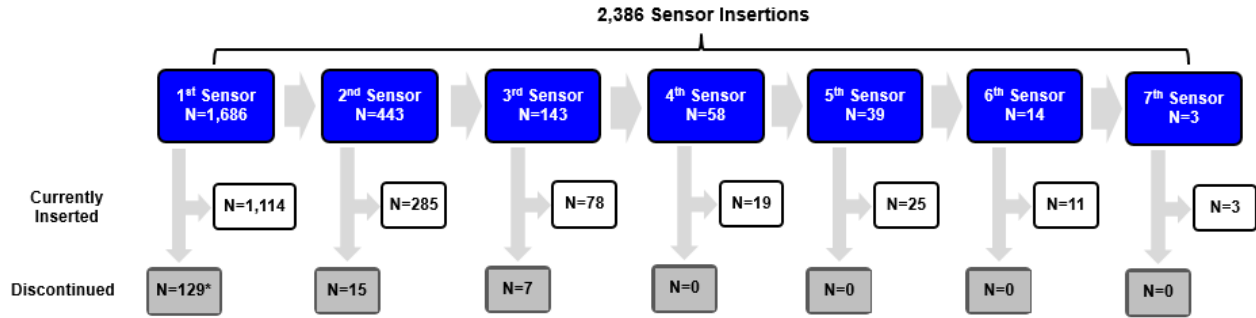 2,386 Sensor Insertions
1st Sensor
N=1,686
2nd Sensor
N=443
3rd Sensor
N=143
4th Sensor
N=58
5th Sensor
N=39
6th Sensor
N=14
7th Sensor
N=3
Currently
Inserted
N=1,114
N=285
N=78
N=19
N=25
N=11
N=3
Discontinued
N=129*
N=15
N=7
N=0
N=0
N=0
N=0